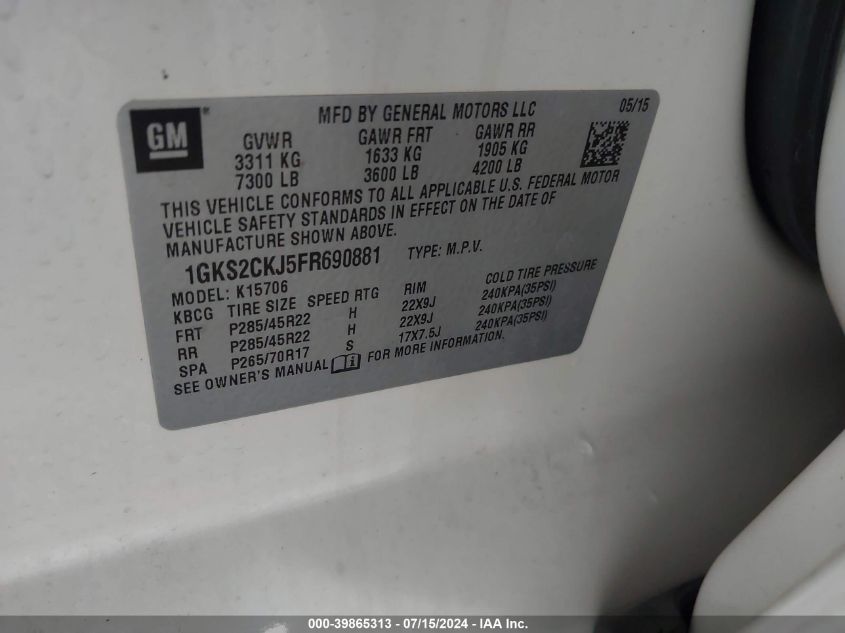 GM
MFD BY GENERAL MOTORS LLC 05/15
GVWR GAWR FRT GAWR RR
3311 KG 1633 KG 1905 KG
7300 LB 3600 LB 4200 LB
THIS VEHICLE CONFORMS TO ALL APPLICABLE U.S. FEDERAL MOTOR
VEHICLE SAFETY STANDARDS IN EFFECT ON THE DATE OF
MANUFACTURE SHOWN ABOVE.
1GKS2CKJ5FR690881 TYPE: M.P.V.
MODEL: K15706
KBCG TIRE SIZE SPEED RTG RIM COLD TIRE PRESSURE
FRT P285/45R22 H 22X9J 240KPA(35PSI)
RR P285/45R22 H 22X9J 240KPA(35PSI)
SPA P265/70R17 S 17X7.5J 240KPA(35PSI)
SEE OWNER'S MANUAL FOR MORE INFORMATION.
000-39865313 - 07/15/2024 - IAA Inc.